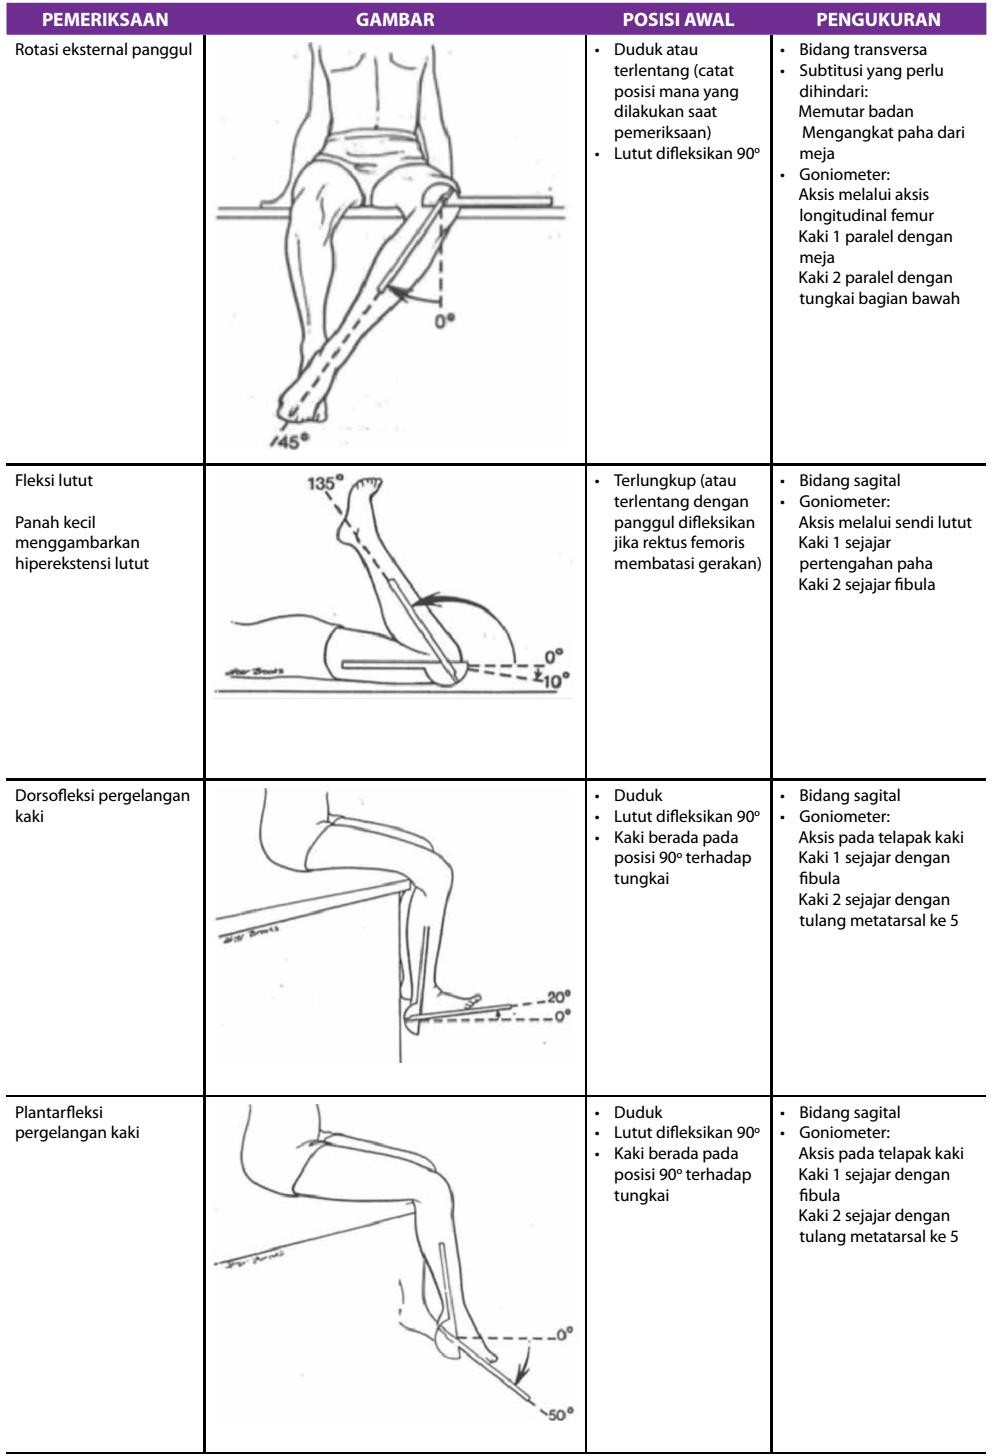 PEMERIKSAAN GAMBAR POSISI AWAL PENGUKURAN
Rotasi eksternal panggul
0°
45°
• Duduk atau
terlentang (catat
posisi mana yang
dilakukan saat
pemeriksaan)
• Lutut difleksikan 90º
• Bidang transversa
• Subtitusi yang perlu
dihindari:
Memutar badan
Mengangkat paha dari
meja
• Goniometer:
Aksis melalui aksis
longitudinal femur
Kaki 1 paralel dengan
meja
Kaki 2 paralel dengan
tungkai bagian bawah
Fleksi lutut
Panah kecil
menggambarkan
hiperekstensi lutut
135°
0°
10°
• Terlungkup (atau
terlentang dengan
panggul difleksikan
jika rektus femoris
membatasi gerakan)
• Bidang sagital
• Goniometer:
Aksis melalui sendi lutut
Kaki 1 sejajar
pertengahan paha
Kaki 2 sejajar fibula
Dorsofleksi pergelangan
kaki
20°
0°
• Duduk
• Lutut difleksikan 90º
• Kaki berada pada
posisi 90º terhadap
tungkai
• Bidang sagital
• Goniometer:
Aksis pada telapak kaki
Kaki 1 sejajar dengan
fibula
Kaki 2 sejajar dengan
tulang metatarsal ke 5
Plantarfleksi
pergelangan kaki
0°
50°
• Duduk
• Lutut difleksikan 90º
• Kaki berada pada
posisi 90º terhadap
tungkai
• Bidang sagital
• Goniometer:
Aksis pada telapak kaki
Kaki 1 sejajar dengan
fibula
Kaki 2 sejajar dengan
tulang metatarsal ke 5